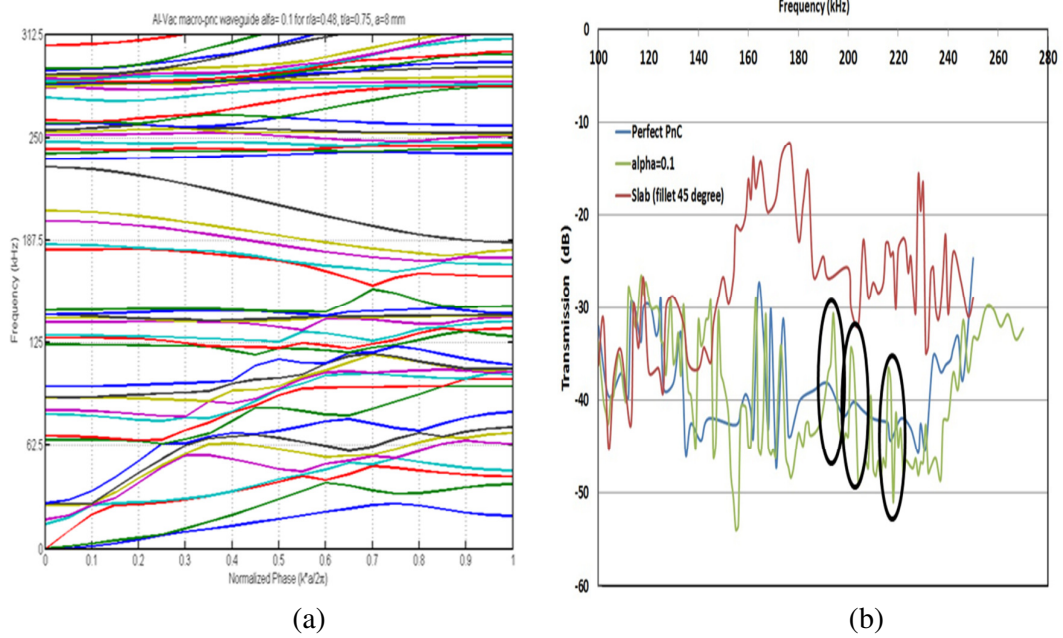 Al-Vac macro-pnc waveguide alfa= 0.1 for r/a=0.48, t/a=0.75, a=8 mm
312.5
250
187.5
125
62.5
0
Frequency (kHz)
0 0.1 0.2 0.3 0.4 0.5 0.6 0.7 0.8 0.9 1
Normalized Phase (k*a/2π)
(a)
Frequency (kHz)
100 120 140 160 180 200 220 240 260 280
0
-10
-20
-30
-40
-50
-60
Transmission (dB)
Perfect PnC
alpha=0.1
Slab (fillet 45 degree)
(b)